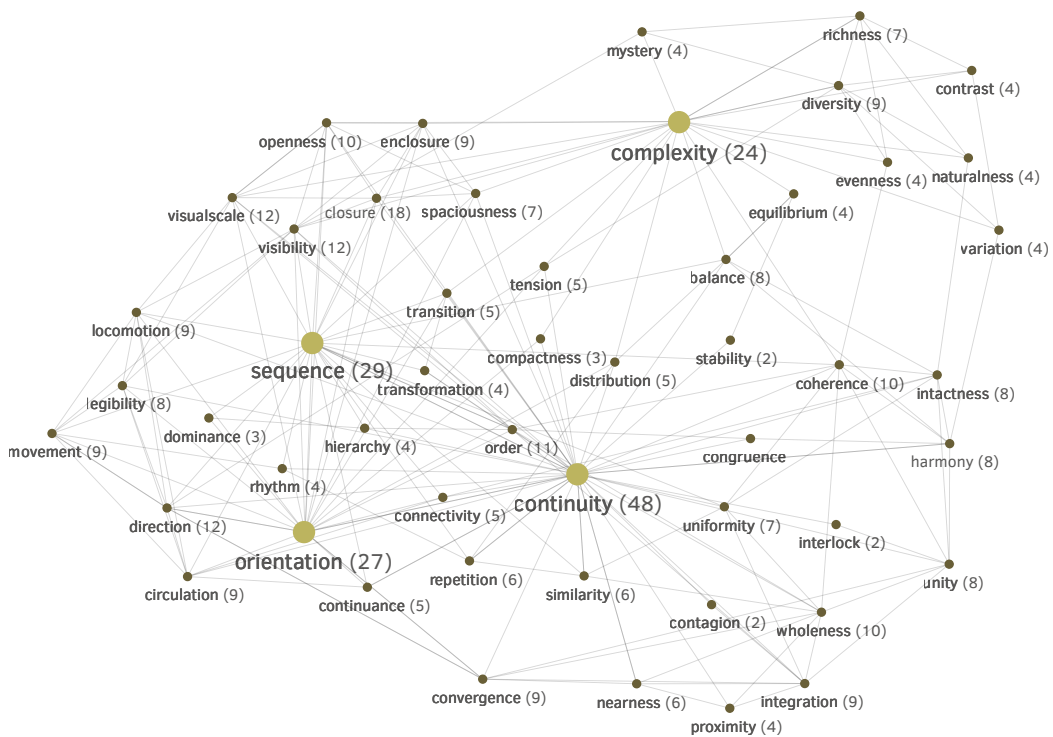 richness (7)
mystery (4)
contrast (4)
diversity (9)
openness (10)
enclosure (9)
complexity (24)
evenness (4)
naturalness (4)
visualscale (12)
closure (18)
spaciousness (7)
equilibrium (4)
visibility (12)
variation (4)
tension (5)
balance (8)
transition (5)
locomotion (9)
compactness (3)
stability (2)
sequence (29)
distribution (5)
coherence (10)
transformation (4)
intactness (8)
legibility (8)
dominance (3)
hierarchy (4)
order (11)
movement (9)
congruence
harmony (8)
rhythm (4)
continuity (48)
connectivity (5)
direction (12)
uniformity (7)
interlock (2)
orientation (27)
repetition (6)
unity (8)
circulation (9)
similarity (6)
continuance (5)
contagion (2)
wholeness (10)
convergence (9)
nearness (6)
integration (9)
proximity (4)